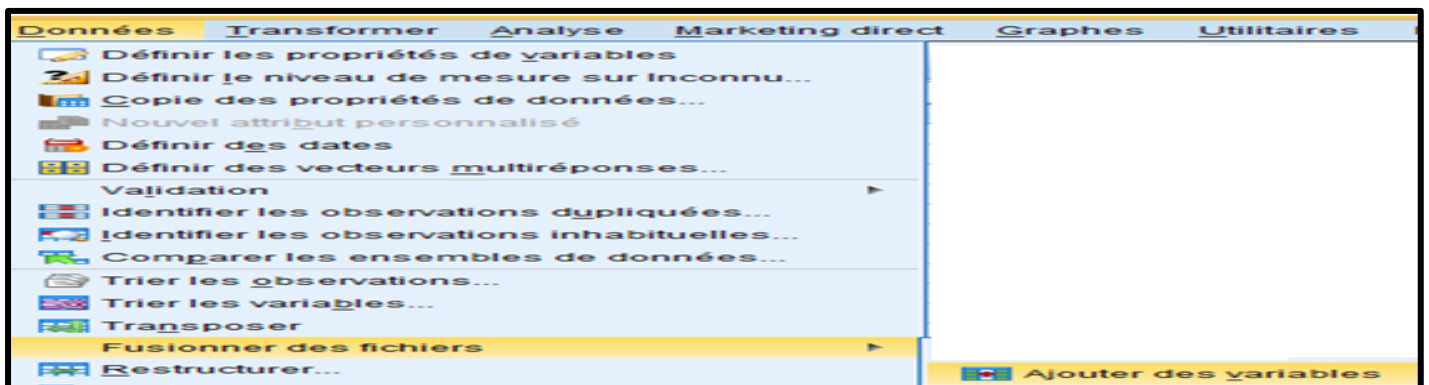 Données Transformer Analyse Marketing direct Graphes Utilitaires
Définir les propriétés de variables
Définir le niveau de mesure sur Inconnu...
Copie des propriétés de données...
Nouvel attribut personnalisé
Définir des dates
Définir des vecteurs multiréponses...
Validation
Identifier les observations dupliquées...
Identifier les observations inhabituelles...
Comparer les ensembles de données...
Trier les observations...
Trier les variables...
Transposer
Fusionner des fichiers
Restructurer...
Ajouter des variables